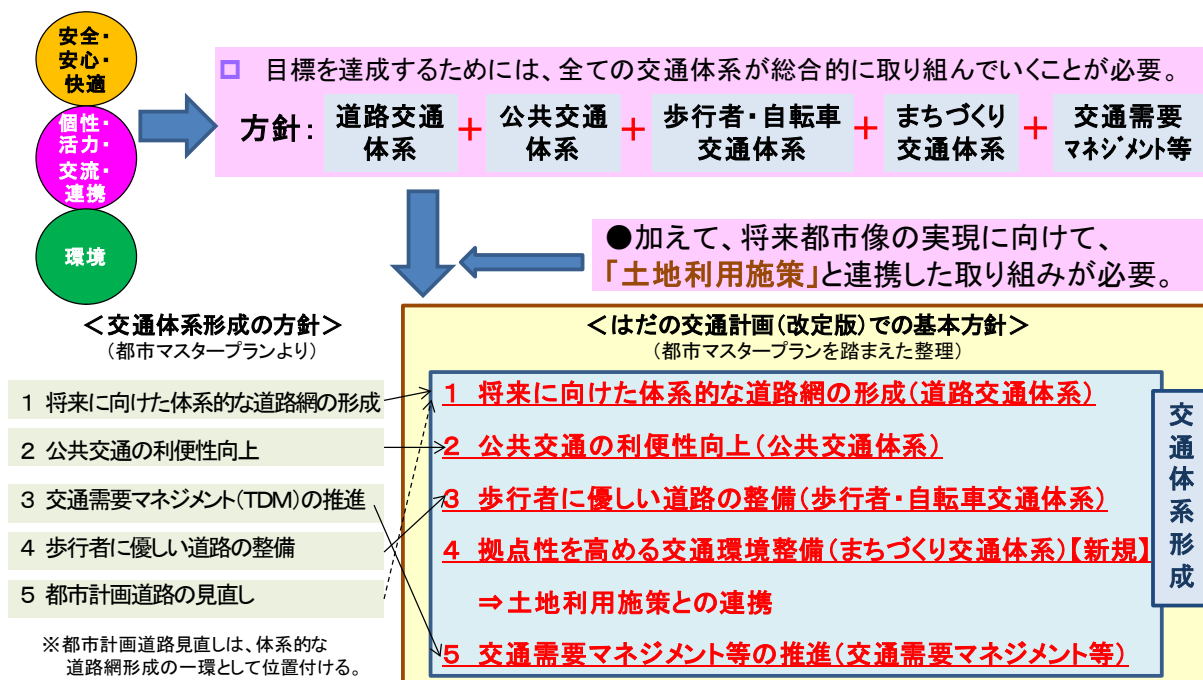 安全・
安心・
快適
個性・
活力・
交流・
連携
環境
目標を達成するためには、全ての交通体系が総合的に取り組んでいくことが必要。
方針：
道路交通
体系
＋
公共交通
体系
＋
歩行者・自転車
交通体系
＋
まちづくり
交通体系
＋
交通需要
マネジメント等
●加えて、将来都市像の実現に向けて、
「土地利用施策」と連携した取り組みが必要。
＜交通体系形成の方針＞
（都市マスタープランより）
１ 将来に向けた体系的な道路網の形成
２ 公共交通の利便性向上
３ 交通需要マネジメント（TDM）の推進
４ 歩行者に優しい道路の整備
５ 都市計画道路の見直し
※都市計画道路見直しは、体系的な
道路網形成の一環として位置付ける。
＜はだの交通計画（改定版）での基本方針＞
（都市マスタープランを踏まえた整理）
１ 将来に向けた体系的な道路網の形成（道路交通体系）
２ 公共交通の利便性向上（公共交通体系）
３ 歩行者に優しい道路の整備（歩行者・自転車交通体系）
４ 拠点性を高める交通環境整備（まちづくり交通体系）【新規】
⇒土地利用施策との連携
５ 交通需要マネジメント等の推進（交通需要マネジメント等）
交通体系形成